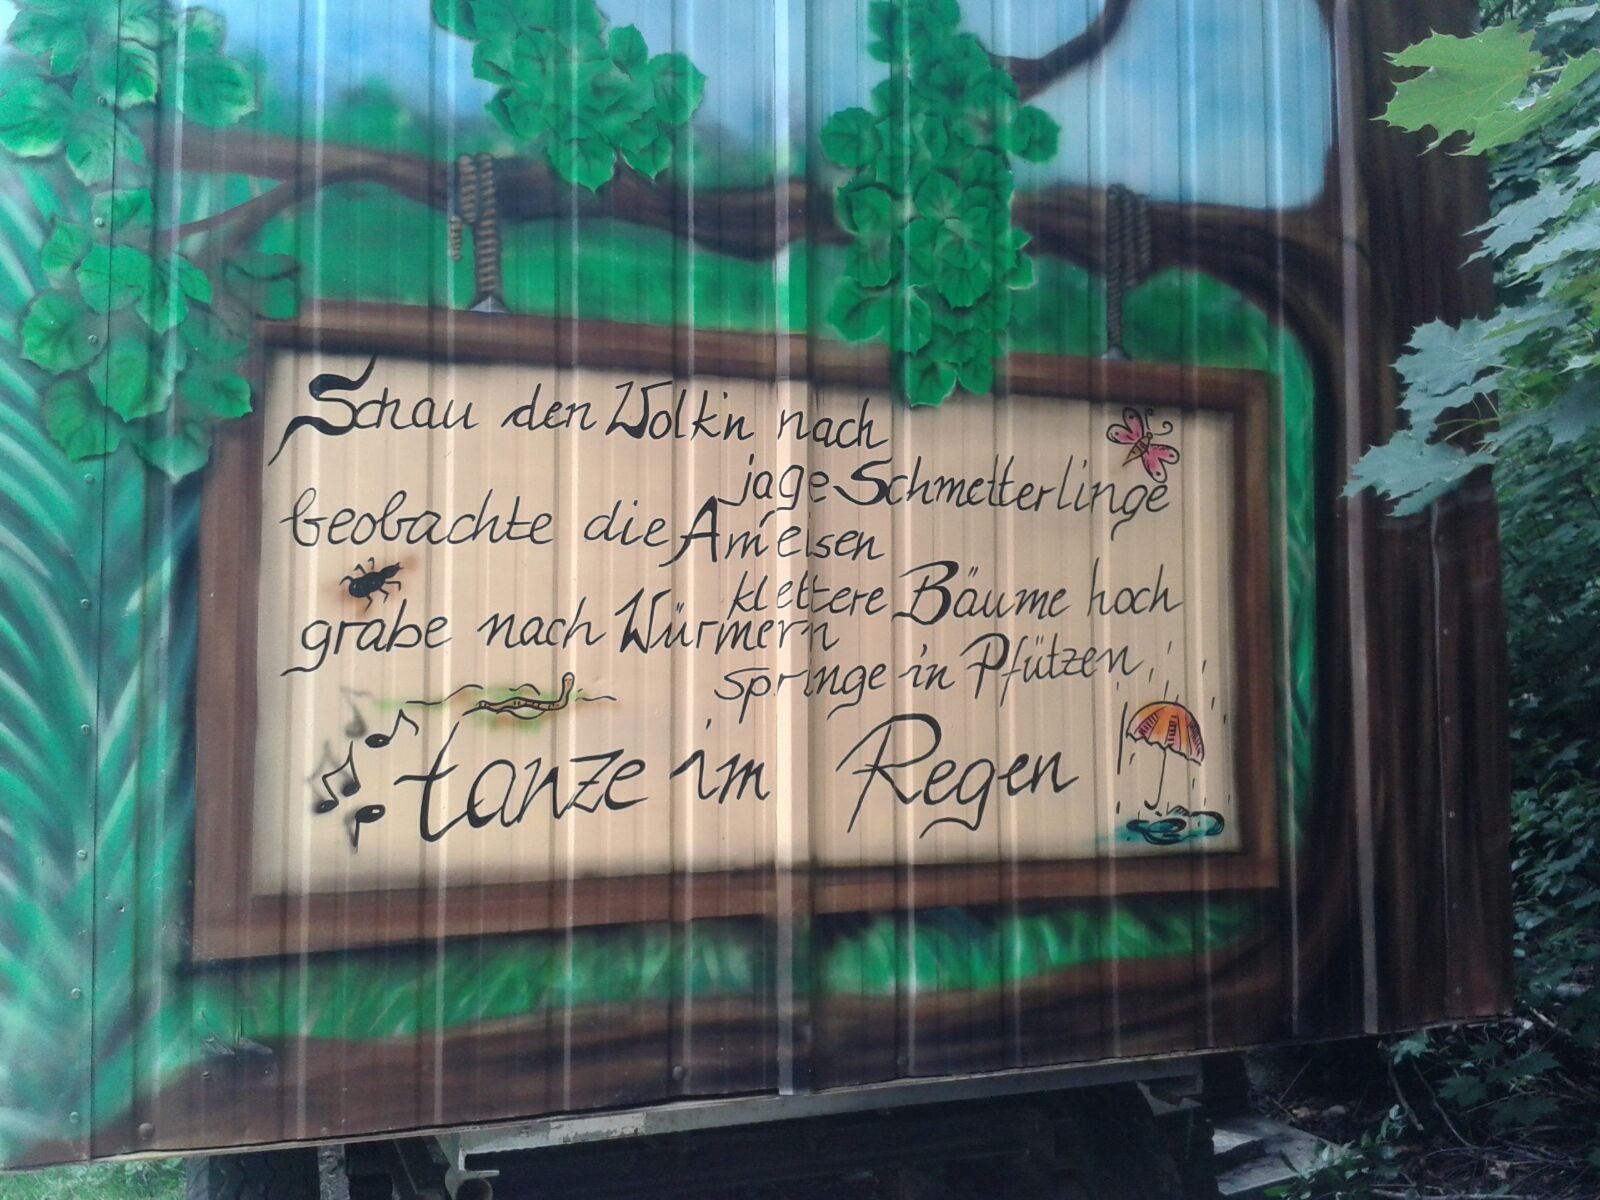 Schau den Wolk'n nach
jage Schmetterlinge
beobachte die Ameisen
klettere Bäume hoch
grabe nach Würmern
springe in Pfützen
tanze im Regen